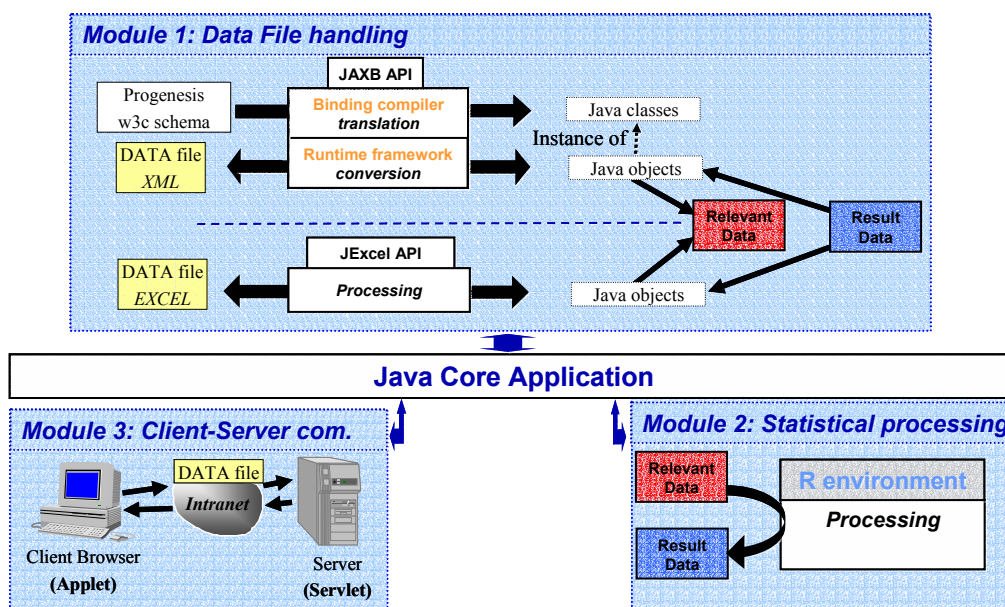 Module 1: Data File handling
JAXB API
Progenesis
w3c schema
Binding compiler
translation
Java classes
Instance of
DATA file
XML
Runtime framework
conversion
Java objects
Relevant
Data
Result
Data
JExcel API
DATA file
EXCEL
Processing
Java objects
Java Core Application
Module 3: Client-Server com.
DATA file
Intranet
Client Browser
(Applet)
Server
(Servlet)
Module 2: Statistical processing
Relevant
Data
R environment
Processing
Result
Data